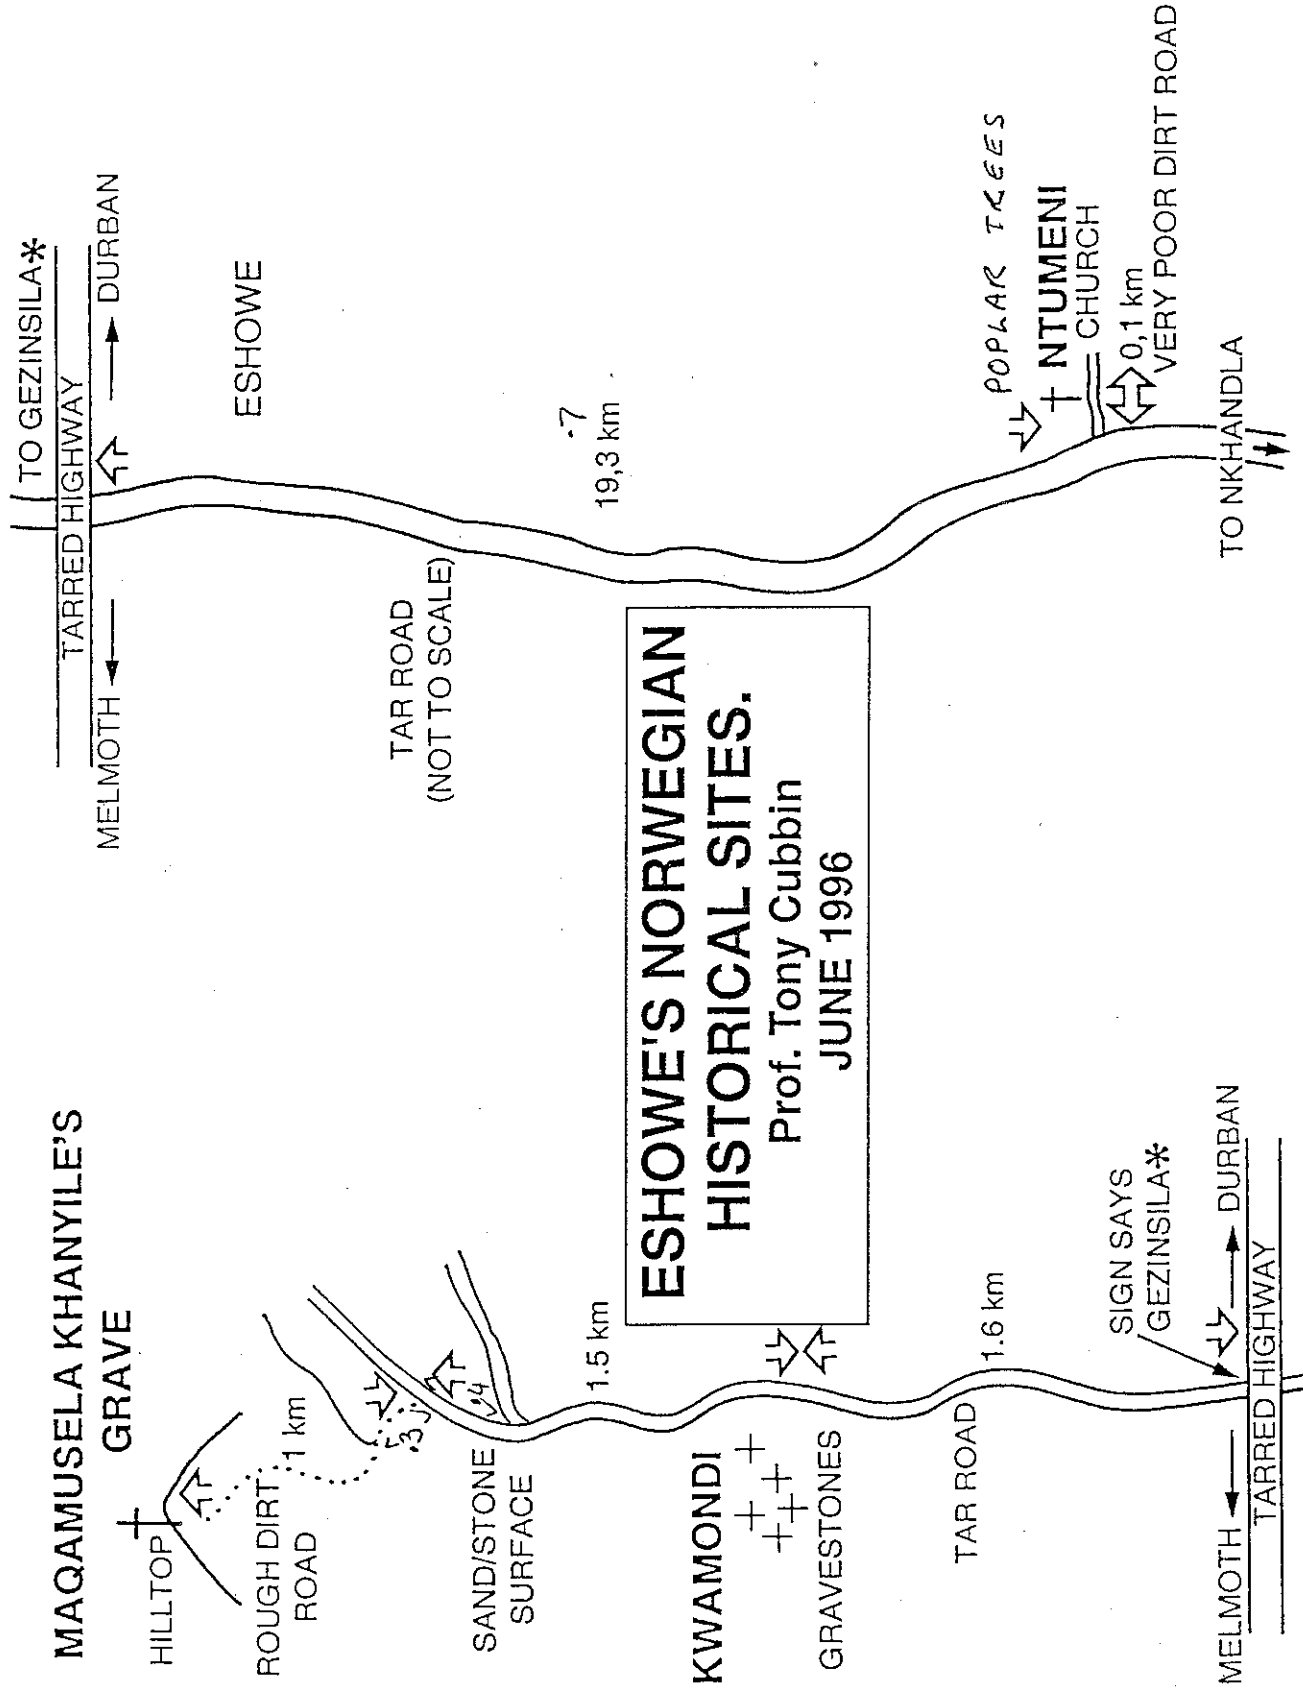 MAQAMUSELA KHANYILE'S
GRAVE
HILLTOP
1 km
ROUGH DIRT
ROAD
.3
.4
SAND/STONE
SURFACE
1.5 km
KWAMONDI
GRAVESTONES
1.6 km
TAR ROAD
SIGN SAYS
GEZINSILA*
MELMOTH
DURBAN
TARRED HIGHWAY
ESHOWE'S NORWEGIAN
HISTORICAL SITES.
Prof. Tony Cubbin
JUNE 1996
TO GEZINSILA*
TARRED HIGHWAY
MELMOTH
DURBAN
ESHOWE
TAR ROAD
(NOT TO SCALE)
.7
19,3 km
POPLAR TREES
NTUMENI
CHURCH
0,1 km
VERY POOR DIRT ROAD
TO NKHANDLA